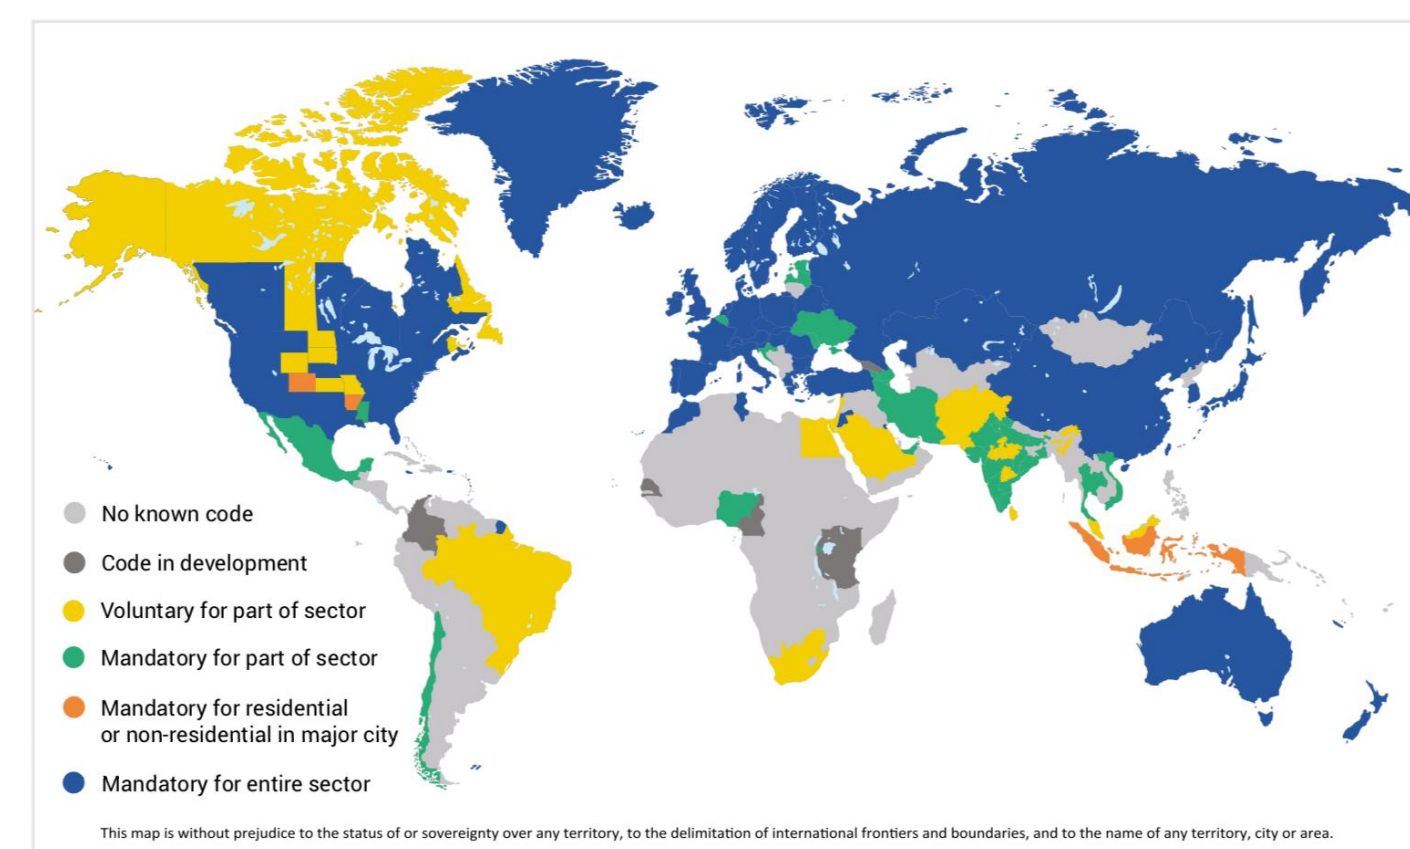 No known code
Code in development
Voluntary for part of sector
Mandatory for part of sector
Mandatory for residential
or non-residential in major city
Mandatory for entire sector
This map is without prejudice to the status of or sovereignty over any territory, to the delimitation of international frontiers and boundaries, and to the name of any territory, city or area.